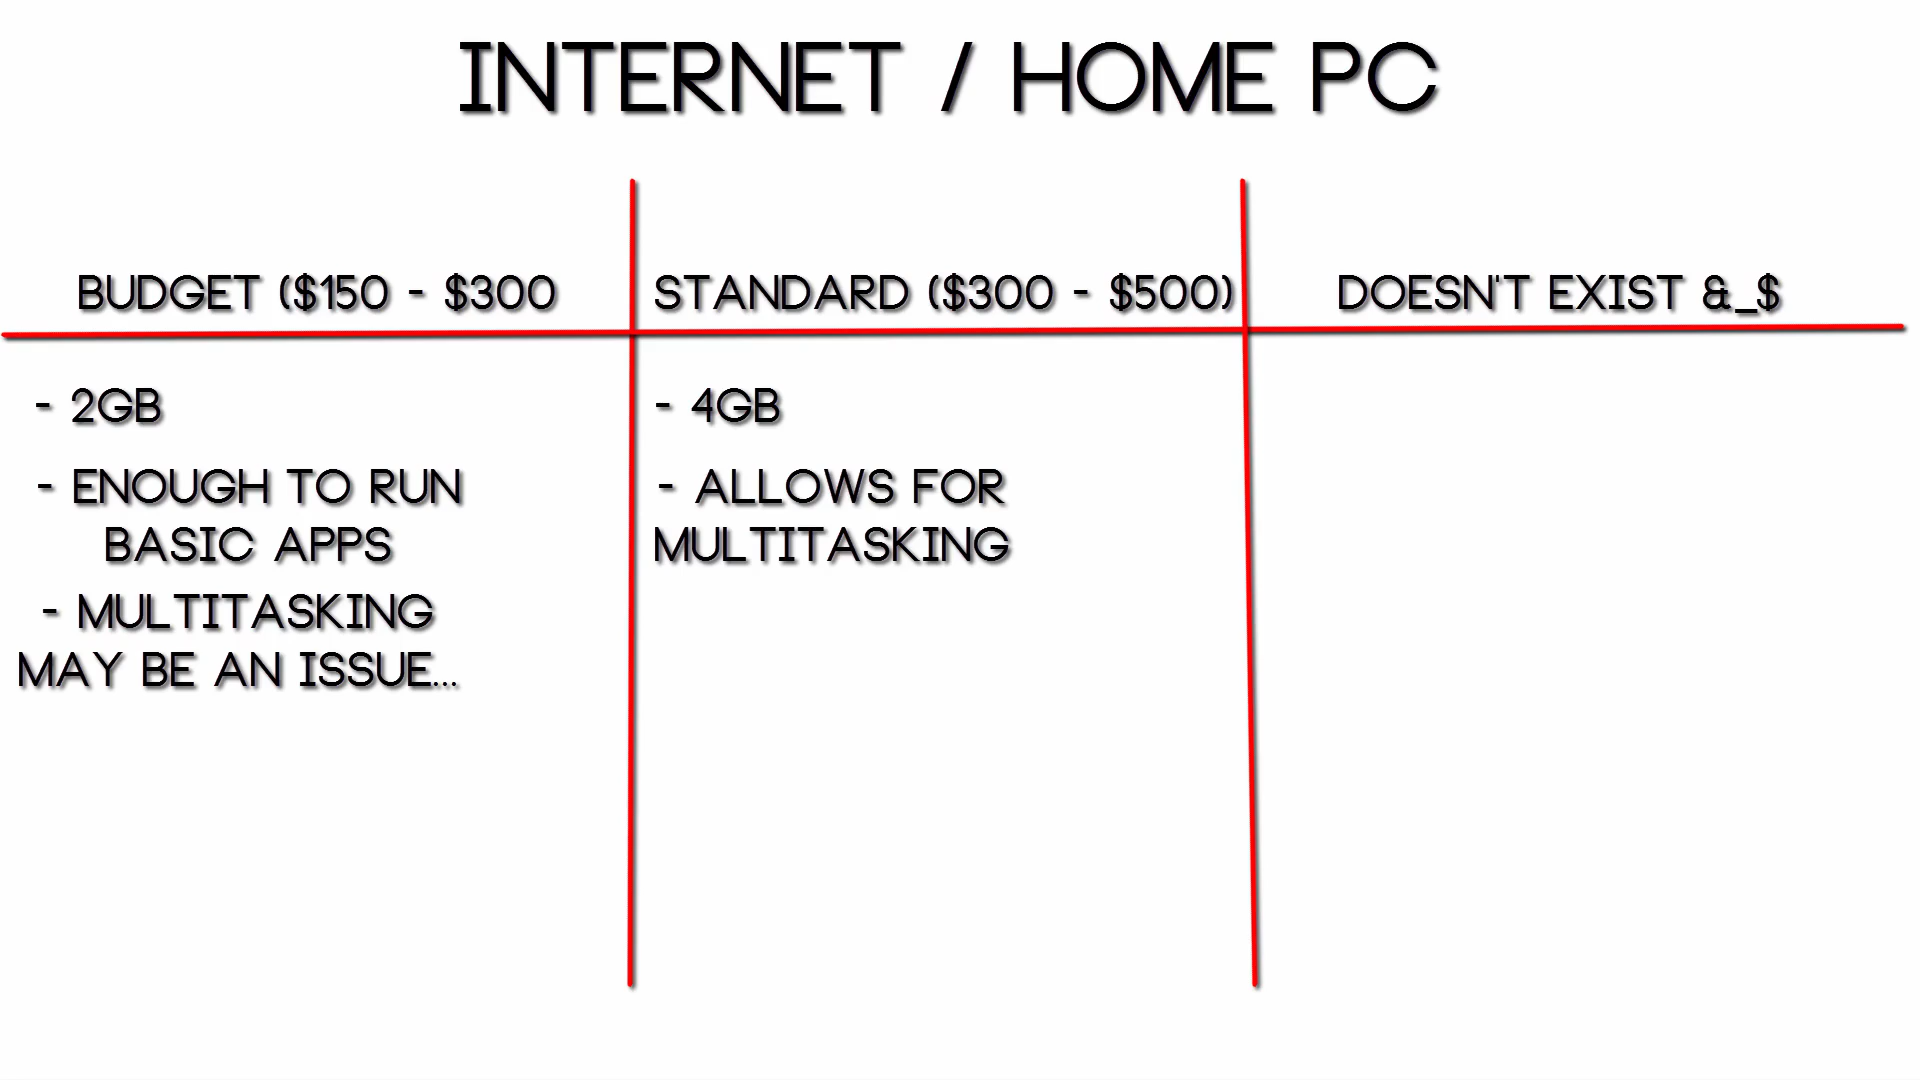 INTERNET / HOME PC
BUDGET ($150 - $300
STANDARD ($300 - $500)
DOESN'T EXIST &_$
- 2GB
- ENOUGH TO RUN
BASIC APPS
- MULTITASKING
MAY BE AN ISSUE...
- 4GB
- ALLOWS FOR
MULTITASKING